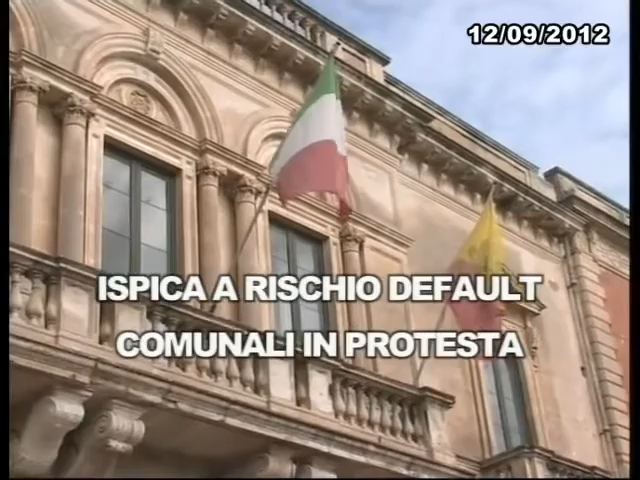 12/09/2012
ISPICA A RISCHIO DEFAULT
COMUNALI IN PROTESTA